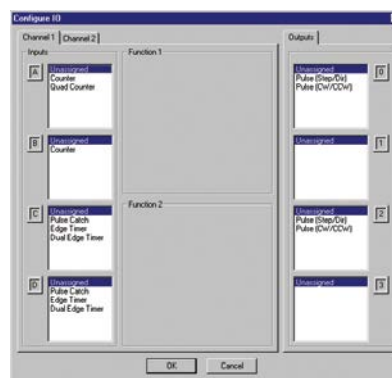 Configure IO
Channel 1
Channel 2
Inputs
A
Unassigned
Counter
Quad Counter
B
Unassigned
Counter
C
Unassigned
Pulse Catch
Edge Timer
Dual Edge Timer
D
Unassigned
Pulse Catch
Edge Timer
Dual Edge Timer
Function 1
Function 2
Outputs
Unassigned
Pulse (Step/Dir)
Pulse (CW/CCW)
0
Unassigned
1
Unassigned
Pulse (Step/Dir)
Pulse (CW/CCW)
2
Unassigned
3
OK
Cancel